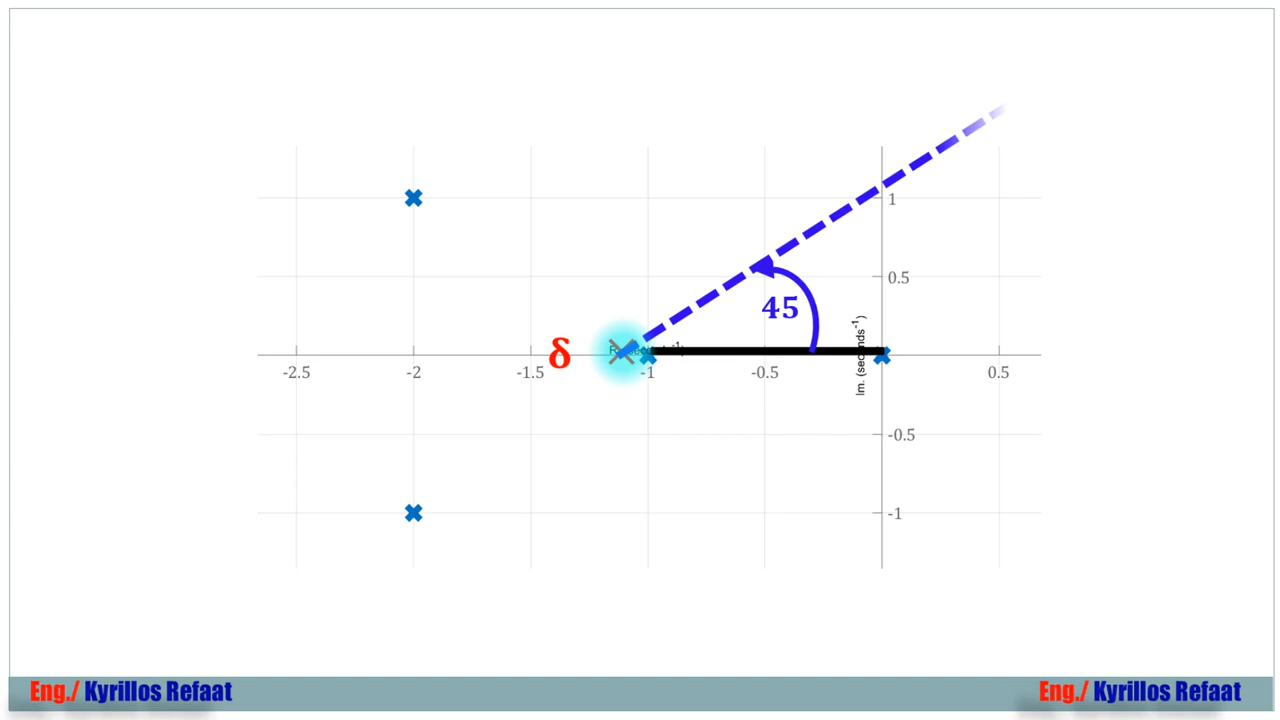 1
0.5
45
Im. (seconds⁻¹)
δ
-2.5 -2 -1.5 -1 -0.5 0.5
-0.5
-1
Eng./ Kyrillos Refaat Eng./ Kyrillos Refaat